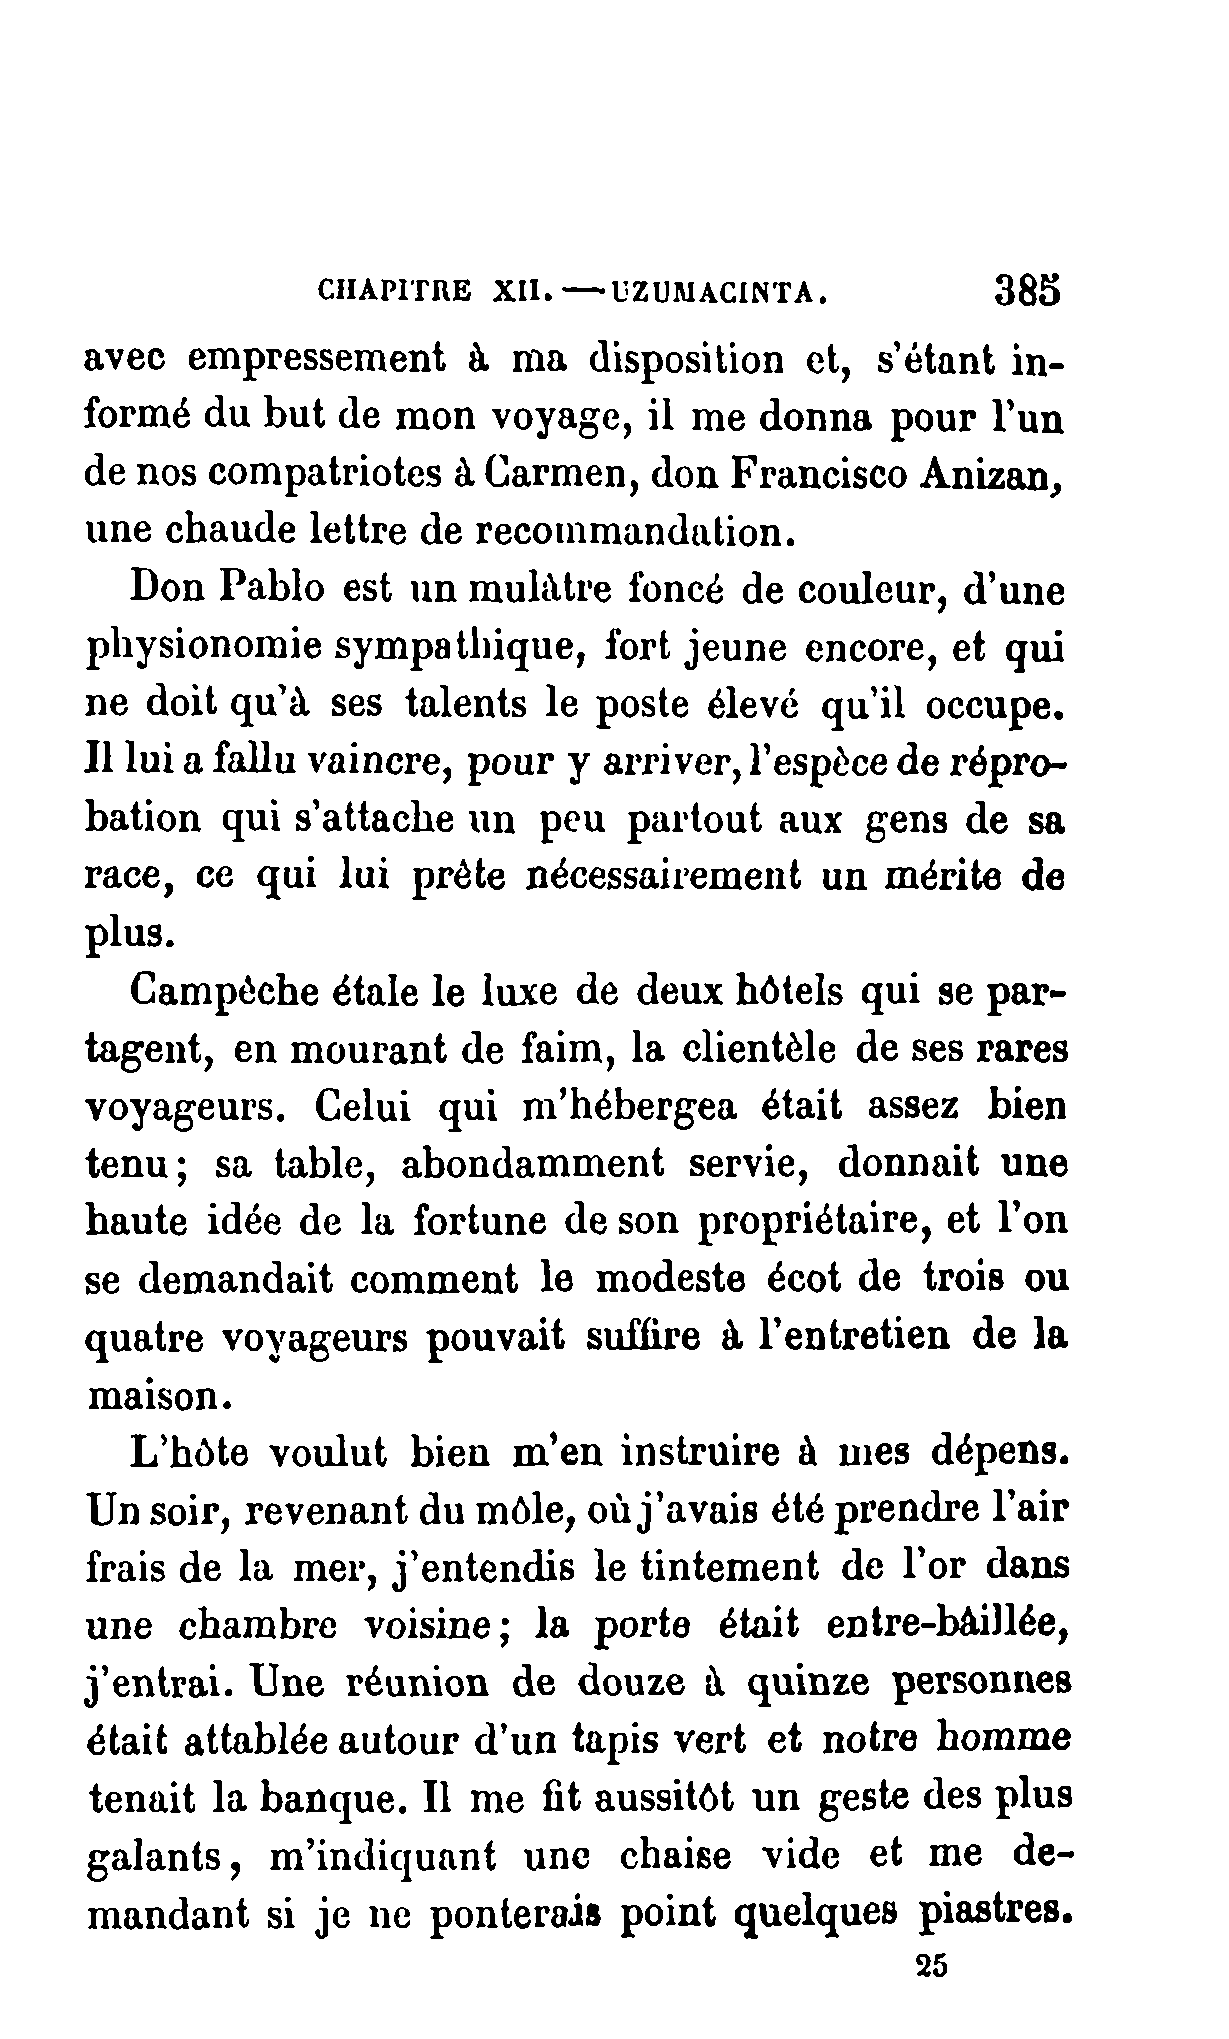 CHAPITRE XII. — UZUMACINTA. 385
avec empressement à ma disposition et, s'étant in-
formé du but de mon voyage, il me donna pour l'un
de nos compatriotes à Carmen, don Francisco Anizan,
une chaude lettre de recommandation.
Don Pablo est un mulâtre foncé de couleur, d'une
physionomie sympathique, fort jeune encore, et qui
ne doit qu'à ses talents le poste élevé qu'il occupe.
Il lui a fallu vaincre, pour y arriver, l'espèce de répro-
bation qui s'attache un peu partout aux gens de sa
race, ce qui lui prête nécessairement un mérite de
plus.
Campêche étale le luxe de deux hôtels qui se par-
tagent, en mourant de faim, la clientèle de ses rares
voyageurs. Celui qui m'hébergea était assez bien
tenu; sa table, abondamment servie, donnait une
haute idée de la fortune de son propriétaire, et l'on
se demandait comment le modeste écot de trois ou
quatre voyageurs pouvait suffire à l'entretien de la
maison.
L'hôte voulut bien m'en instruire à mes dépens.
Un soir, revenant du môle, où j'avais été prendre l'air
frais de la mer, j'entendis le tintement de l'or dans
une chambre voisine; la porte était entre-bâillée,
j'entrai. Une réunion de douze à quinze personnes
était attablée autour d'un tapis vert et notre homme
tenait la banque. Il me fit aussitôt un geste des plus
galants, m'indiquant une chaise vide et me de-
mandant si je ne ponterais point quelques piastres.
25